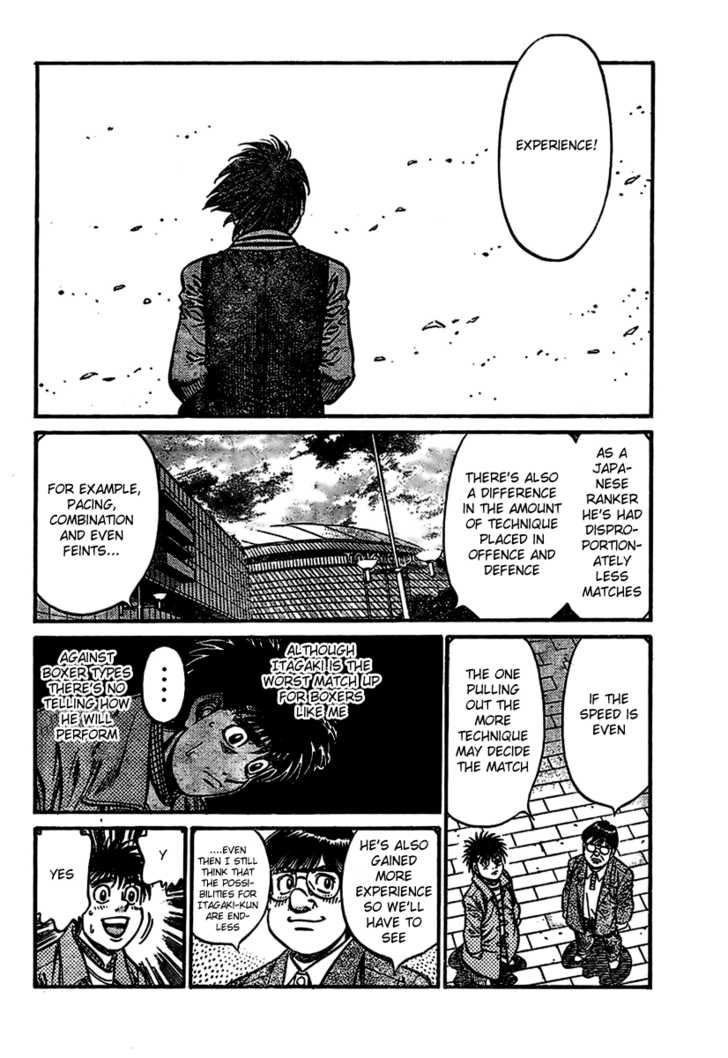 EXPERIENCE!
AS A
JAPA-
NESE
RANKER
HE'S HAD
DISPRO-
PORTION-
ATELY
LESS
MATCHES
THERE'S ALSO
A DIFFERENCE
IN THE AMOUNT
OF TECHNIQUE
PLACED IN
OFFENCE AND
DEFENCE
FOR EXAMPLE,
PACING,
COMBINATION
AND EVEN
FEINTS...
IF THE
SPEED IS
EVEN
THE ONE
PULLING
OUT THE
MORE
TECHNIQUE
MAY DECIDE
THE MATCH
ALTHOUGH
ITAGAKI IS THE
WORST MATCH UP
FOR BOXERS
LIKE ME
....
AGAINST
BOXER TYPES
THERE'S NO
TELLING HOW
HE WILL
PERFORM
HE'S ALSO
GAINED
MORE
EXPERIENCE
SO WE'LL
HAVE TO
SEE
....EVEN
THEN I STILL
THINK THAT
THE POSSI-
BILITIES FOR
ITAGAKI-KUN
ARE END-
LESS
Y
YES